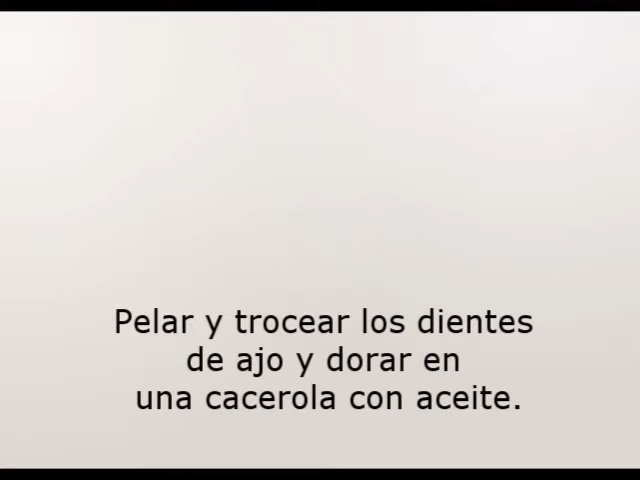 Pelar y trocear los dientes
de ajo y dorar en
una cacerola con aceite.